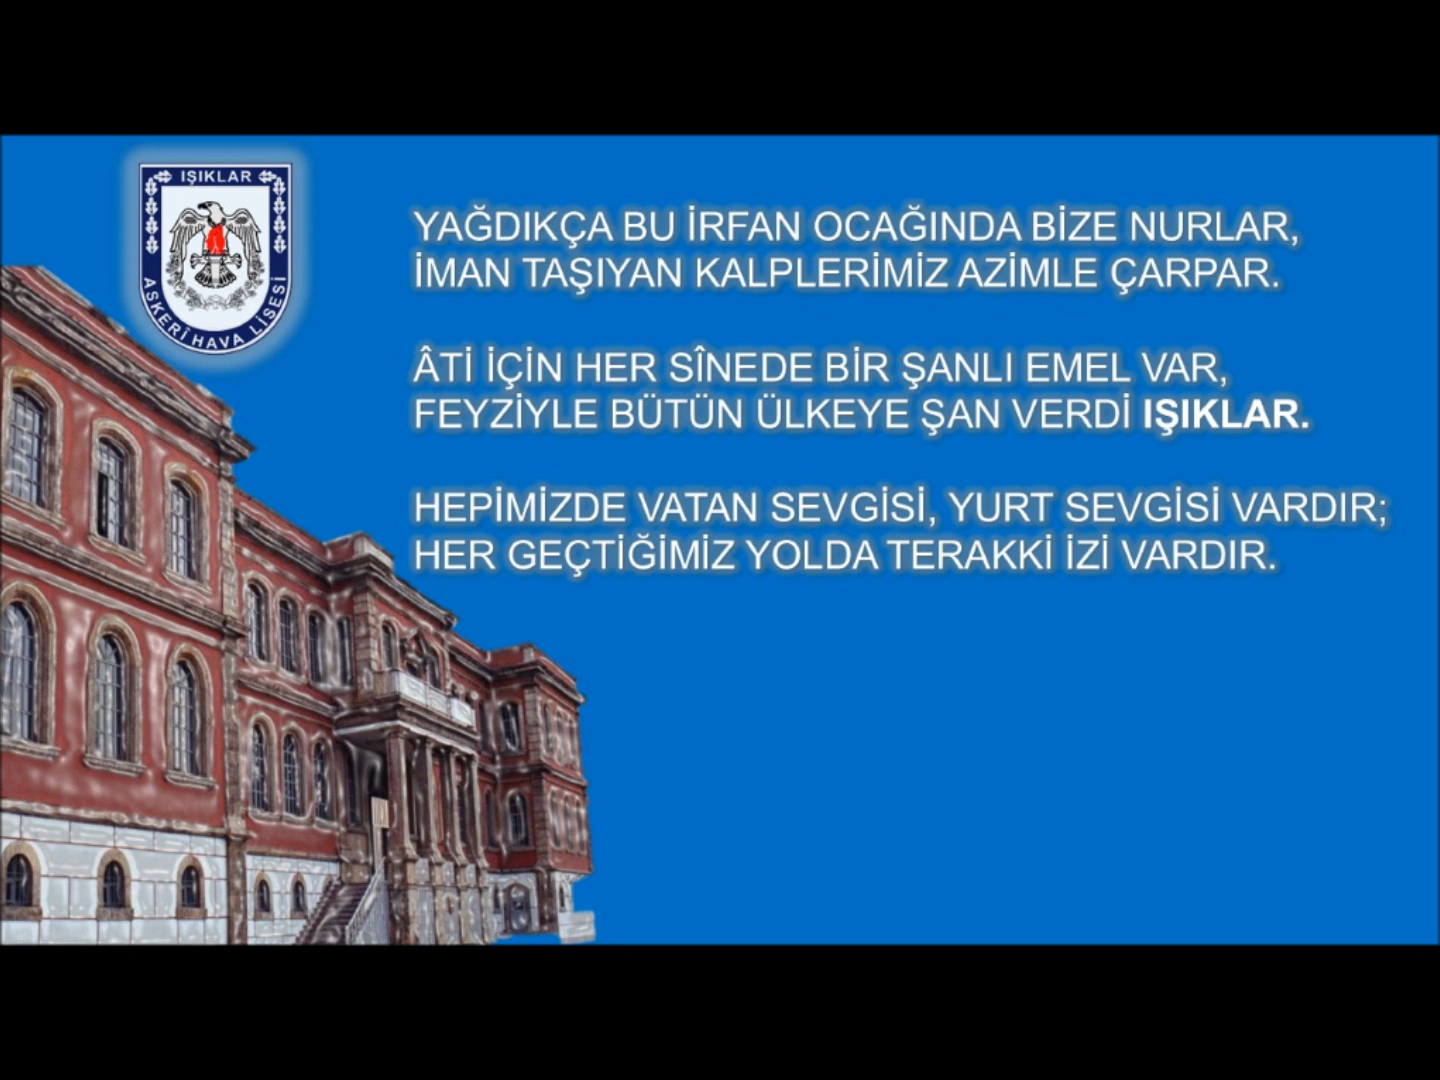 IŞIKLAR
ASKERİ HAVA LİSESİ
YAĞDIKÇA BU İRFAN OCAĞINDA BİZE NURLAR,
İMAN TAŞIYAN KALPLERİMİZ AZİMLE ÇARPAR.
ÂTİ İÇİN HER SÎNEDE BİR ŞANLI EMEL VAR,
FEYZİYLE BÜTÜN ÜLKEYE ŞAN VERDİ IŞIKLAR.
HEPİMİZDE VATAN SEVGİSİ, YURT SEVGİSİ VARDIR;
HER GEÇTİĞİMİZ YOLDA TERAKKİ İZİ VARDIR.